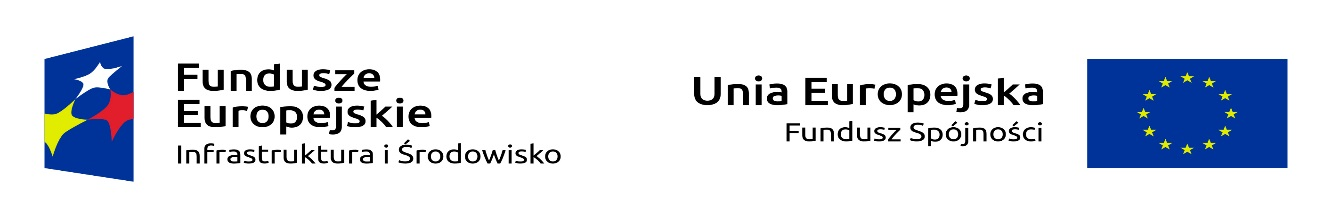 Fundusze
Europejskie
Infrastruktura i Środowisko
Unia Europejska
Fundusz Spójności